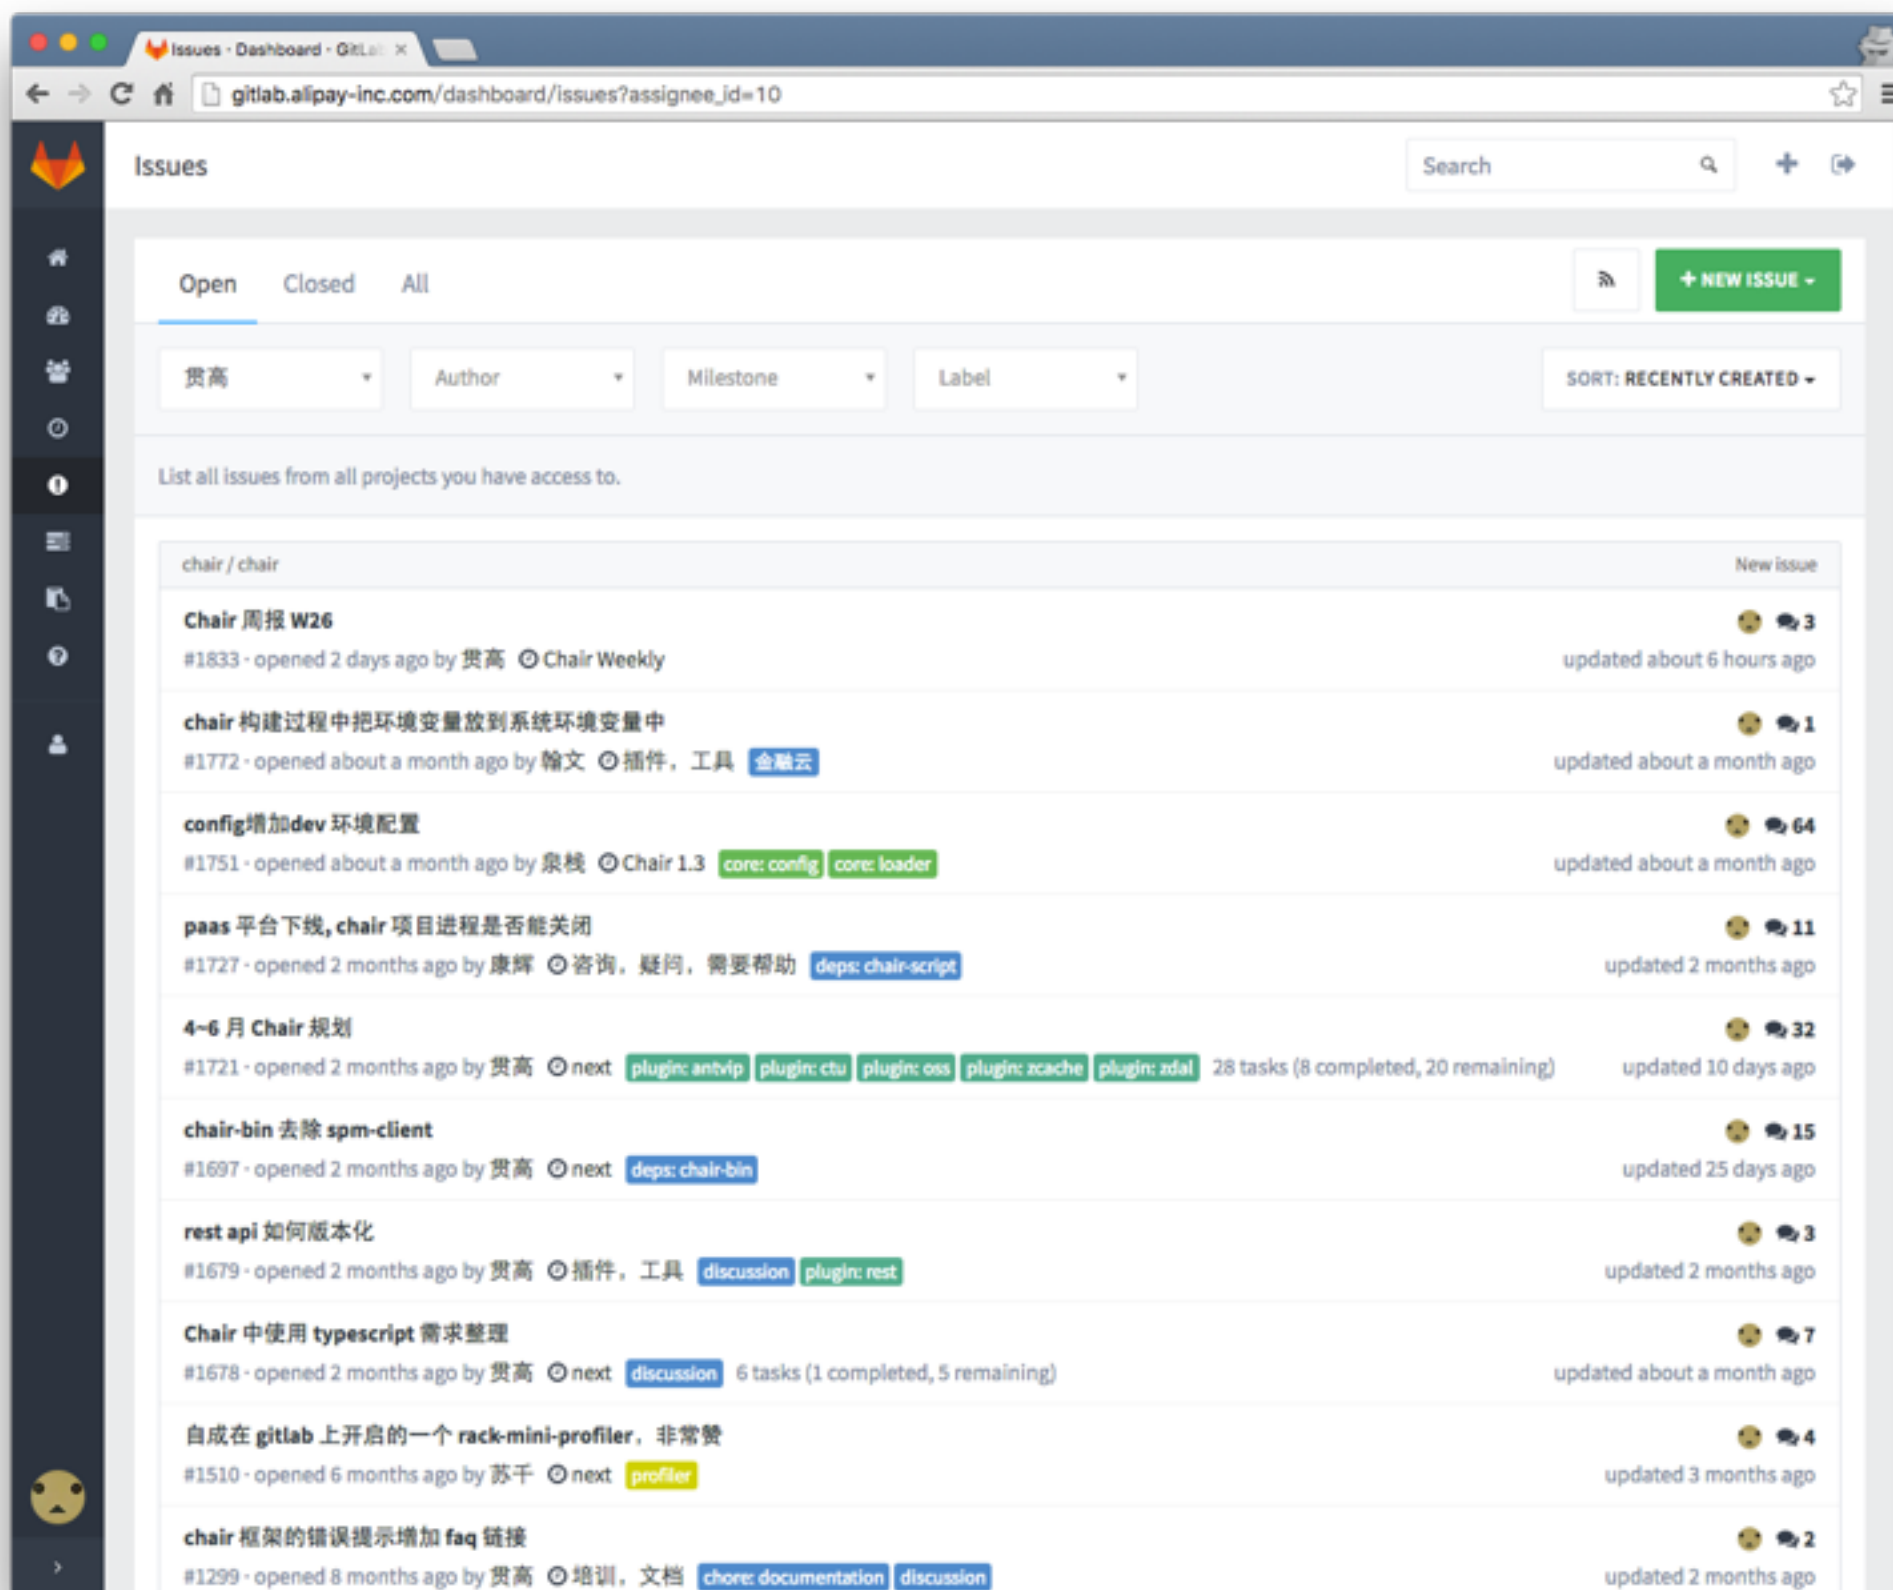 Issues - Dashboard - GitLa
gitlab.alipay-inc.com/dashboard/issues?assignee_id=10
Issues
Search
Open Closed All
+ NEW ISSUE
贯高 Author Milestone Label SORT: RECENTLY CREATED
List all issues from all projects you have access to.
chair / chair New issue
Chair 周报 W26 3
#1833 · opened 2 days ago by 贯高 Chair Weekly updated about 6 hours ago
chair 构建过程中把环境变量放到系统环境变量中 1
#1772 · opened about a month ago by 翰文 插件，工具 金融云 updated about a month ago
config增加dev 环境配置 64
#1751 · opened about a month ago by 泉栈 Chair 1.3 core: config core: loader updated about a month ago
paas 平台下线, chair 项目进程是否能关闭 11
#1727 · opened 2 months ago by 康辉 咨询，疑问，需要帮助 deps: chair-script updated 2 months ago
4~6 月 Chair 规划 32
#1721 · opened 2 months ago by 贯高 next plugin: antvip plugin: ctu plugin: oss plugin: zcache plugin: zdal 28 tasks (8 completed, 20 remaining) updated 10 days ago
chair-bin 去除 spm-client 15
#1697 · opened 2 months ago by 贯高 next deps: chair-bin updated 25 days ago
rest api 如何版本化 3
#1679 · opened 2 months ago by 贯高 插件，工具 discussion plugin: rest updated 2 months ago
Chair 中使用 typescript 需求整理 7
#1678 · opened 2 months ago by 贯高 next discussion 6 tasks (1 completed, 5 remaining) updated about a month ago
自成在 gitlab 上开启的一个 rack-mini-profiler，非常赞 4
#1510 · opened 6 months ago by 苏千 next profiler updated 3 months ago
chair 框架的错误提示增加 faq 链接 2
#1299 · opened 8 months ago by 贯高 培训，文档 chore: documentation discussion updated 2 months ago